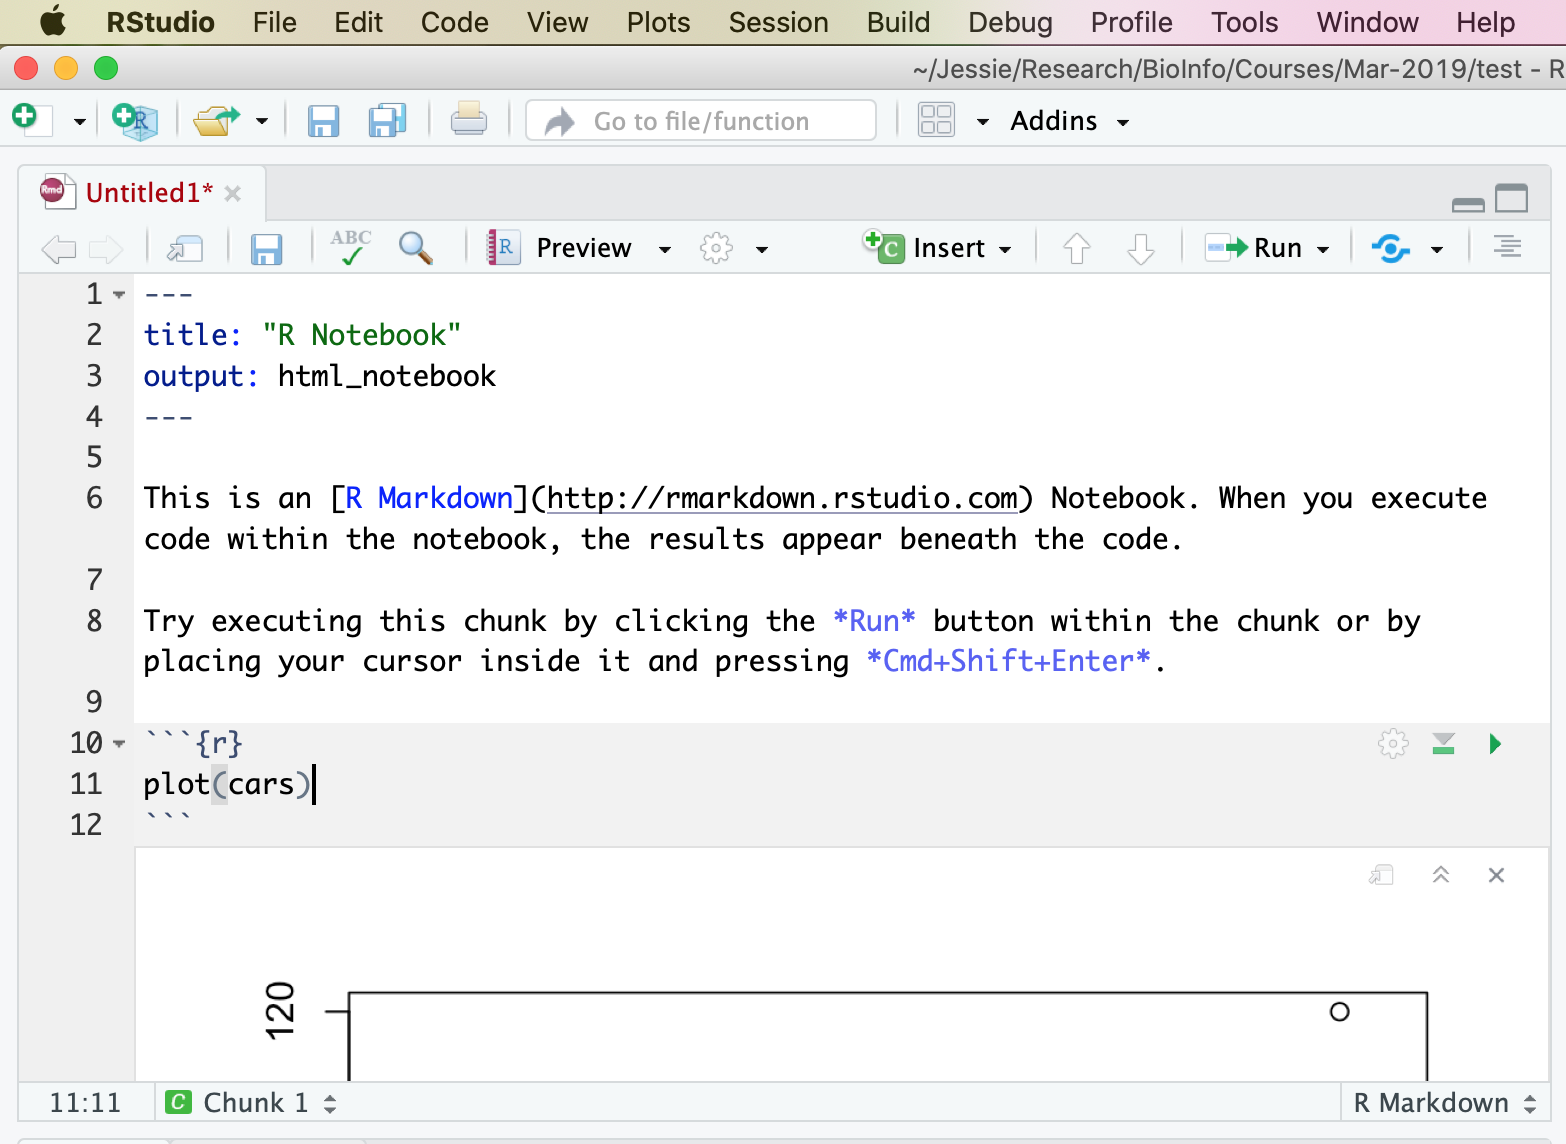 RStudio File Edit Code View Plots Session Build Debug Profile Tools Window Help
~/Jessie/Research/BioInfo/Courses/Mar-2019/test - R
R Go to file/function Addins
Rmd Untitled1*
ABC R Preview C Insert Run
1 ---
2 title: "R Notebook"
3 output: html_notebook
4 ---
5
6 This is an [R Markdown](http://rmarkdown.rstudio.com) Notebook. When you execute
code within the notebook, the results appear beneath the code.
7
8 Try executing this chunk by clicking the *Run* button within the chunk or by
placing your cursor inside it and pressing *Cmd+Shift+Enter*.
9
10 ```{r}
11 plot(cars)
12 ```
120
11:11 C Chunk 1 R Markdown